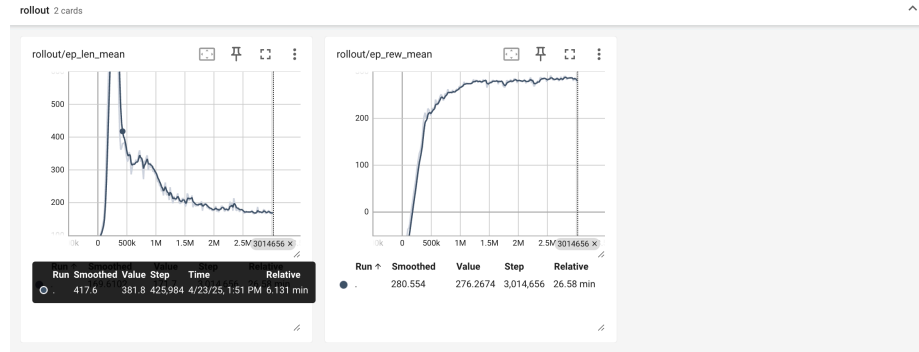 rollout 2 cards
rollout/ep_len_mean
500
400
300
200
0k 0 500k 1M 1.5M 2M 2.5M 3014656 ×
Run Smoothed Value Step Time Relative
. 417.6 381.8 425,984 4/23/25, 1:51 PM 6.131 min
rollout/ep_rew_mean
200
100
0
0k 0 500k 1M 1.5M 2M 2.5M 3014656 ×
Run ↑ Smoothed Value Step Relative
. 280.554 276.2674 3,014,656 26.58 min